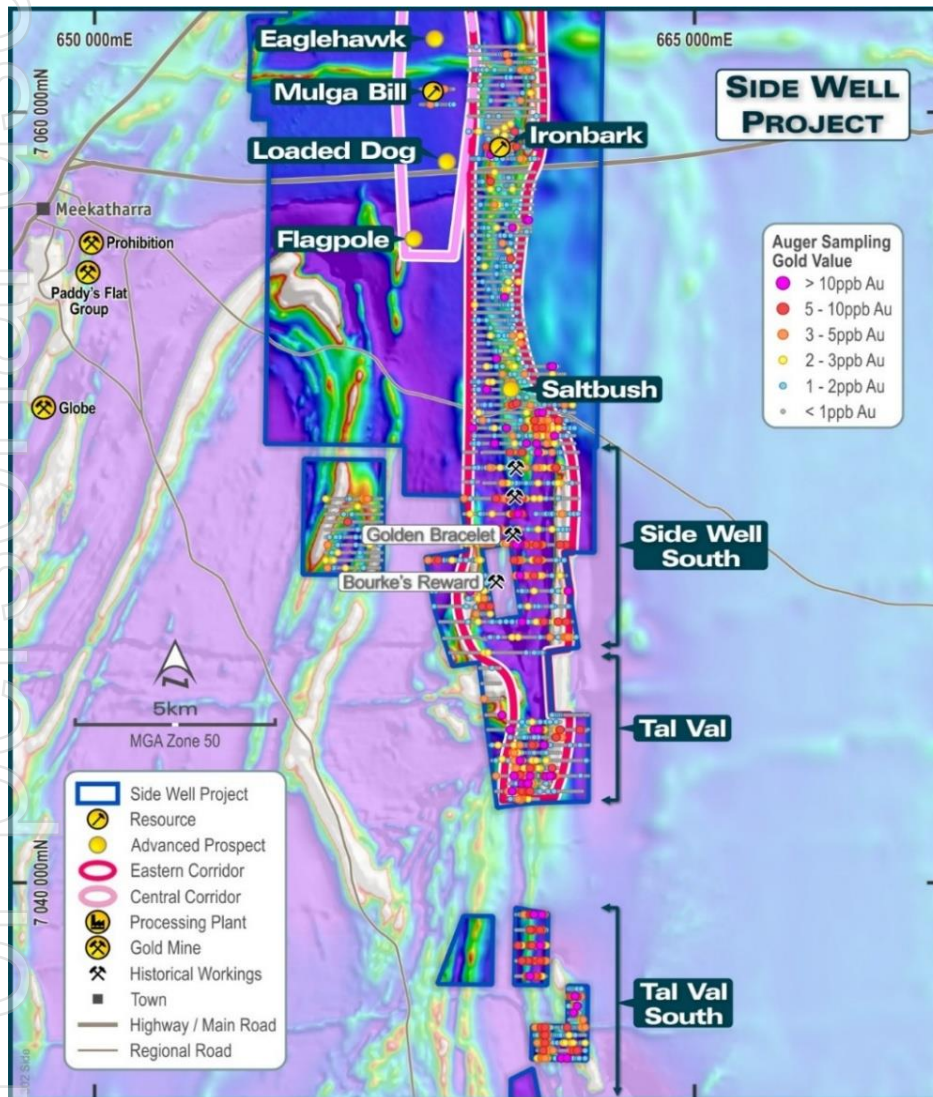 650 000mE
665 000mE
7 060 000mN
SIDE WELL
PROJECT
Eaglehawk
Mulga Bill
Ironbark
Loaded Dog
Meekatharra
Flagpole
Prohibition
Paddy's Flat
Group
Globe
Auger Sampling
Gold Value
> 10ppb Au
5 - 10ppb Au
3 - 5ppb Au
2 - 3ppb Au
1 - 2ppb Au
< 1ppb Au
Saltbush
Golden Bracelet
Bourke's Reward
Side Well
South
5km
MGA Zone 50
Tal Val
Side Well Project
Resource
Advanced Prospect
Eastern Corridor
Central Corridor
Processing Plant
Gold Mine
Historical Workings
Town
Highway / Main Road
Regional Road
7 040 000mN
Tal Val
South